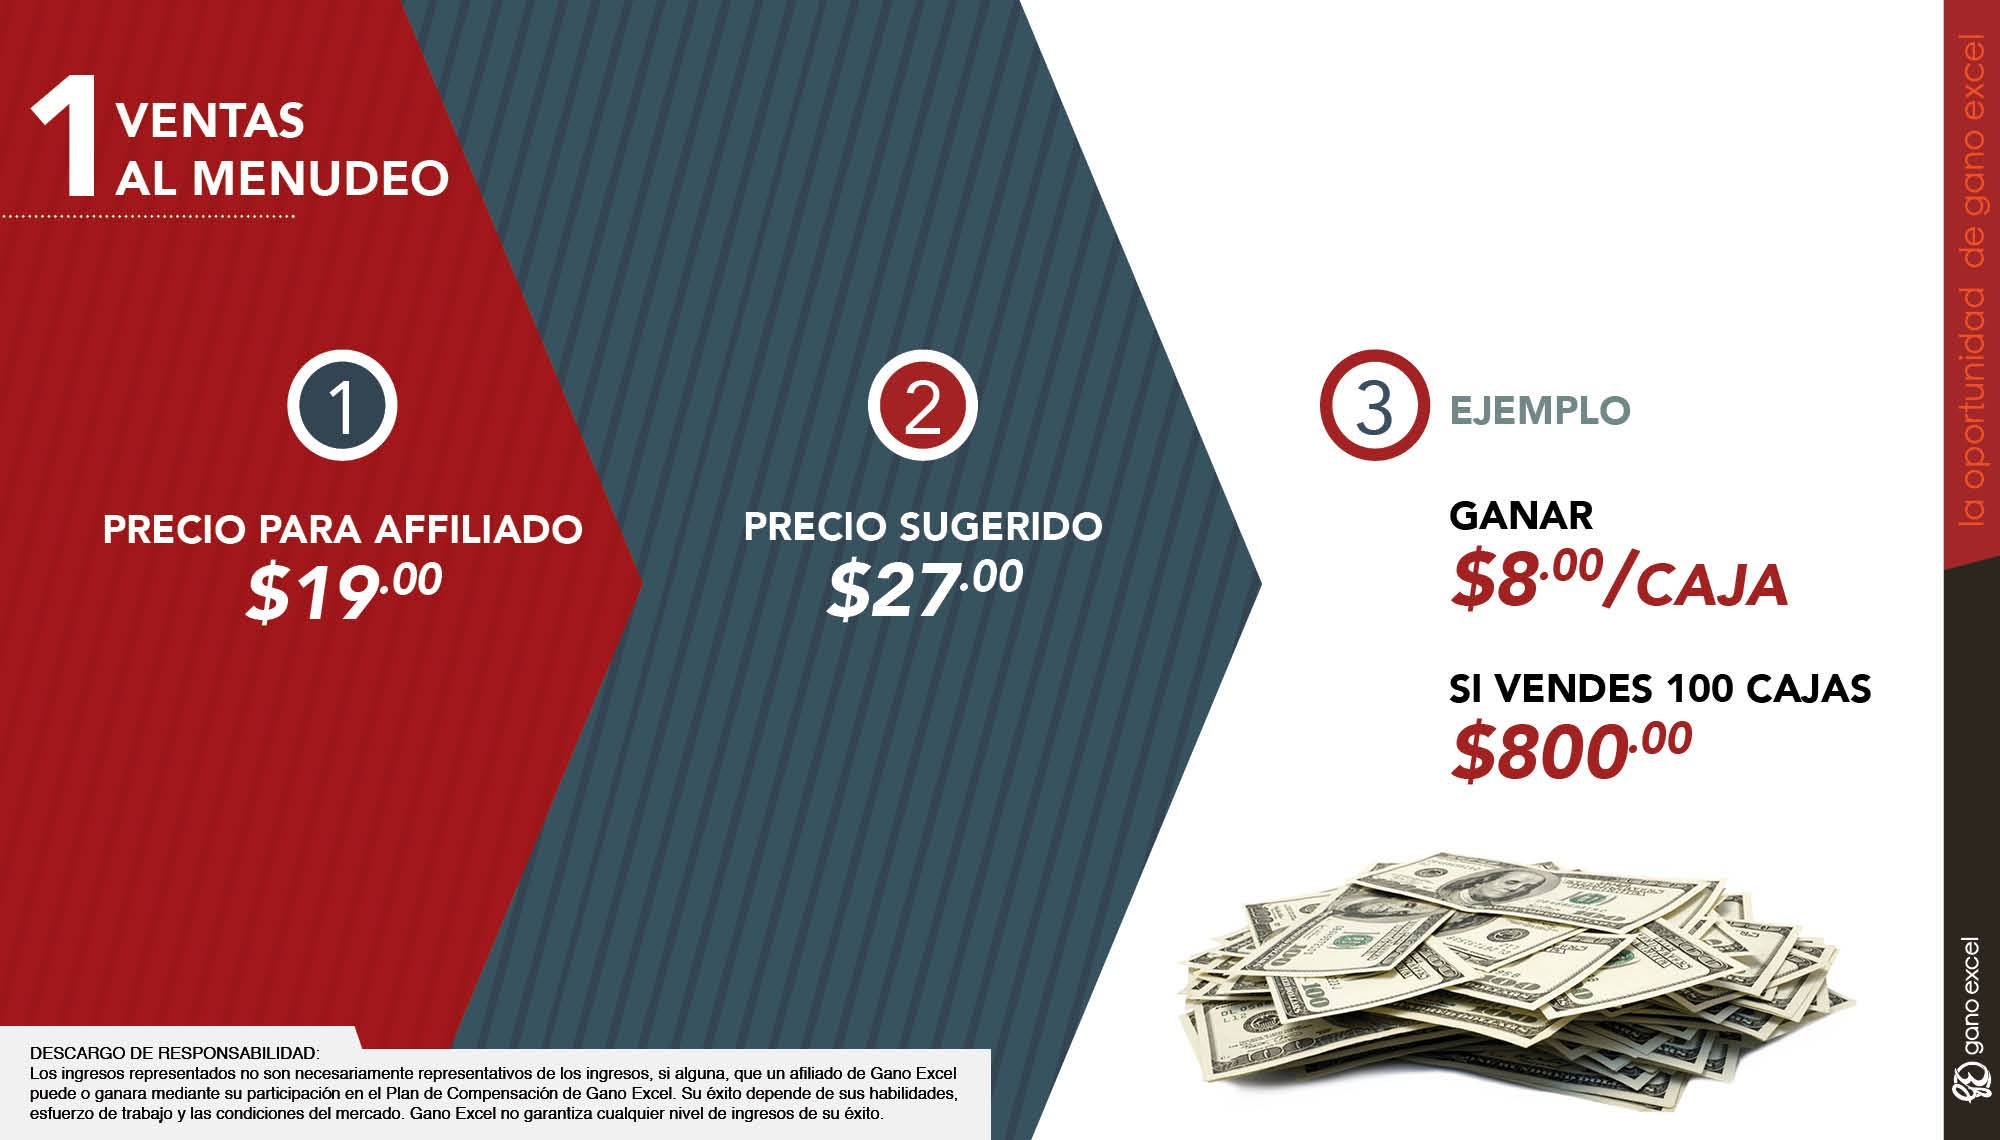 1 VENTAS
AL MENUDEO
1
PRECIO PARA AFFILIADO
$19.00
2
PRECIO SUGERIDO
$27.00
3 EJEMPLO
GANAR
$8.00/CAJA
SI VENDES 100 CAJAS
$800.00
DESCARGO DE RESPONSABILIDAD:
Los ingresos representados no son necesariamente representativos de los ingresos, si alguna, que un afiliado de Gano Excel
puede o ganara mediante su participación en el Plan de Compensación de Gano Excel. Su éxito depende de sus habilidades,
esfuerzo de trabajo y las condiciones del mercado. Gano Excel no garantiza cualquier nivel de ingresos de su éxito.
la oportunidad de gano excel
gano excel